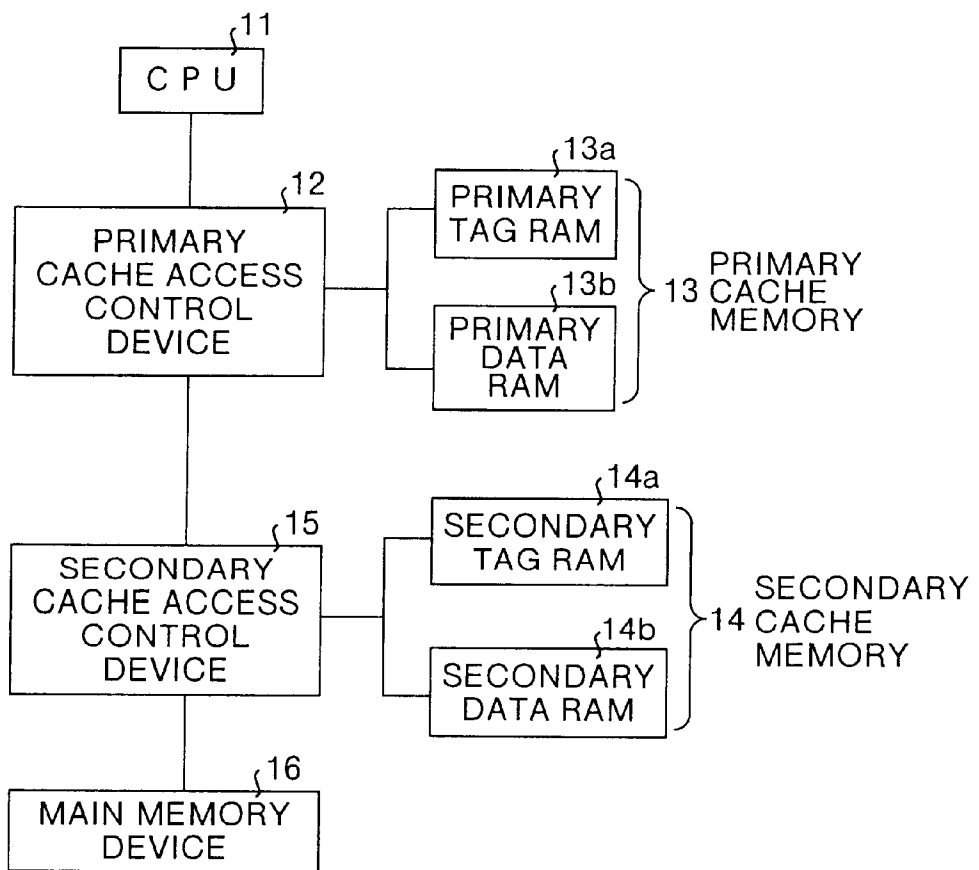 11
C P U
12
PRIMARY
CACHE ACCESS
CONTROL
DEVICE
13a
PRIMARY
TAG RAM
13b
PRIMARY
DATA
RAM
13 PRIMARY
CACHE
MEMORY
15
SECONDARY
CACHE ACCESS
CONTROL
DEVICE
14a
SECONDARY
TAG RAM
14b
SECONDARY
DATA RAM
14 SECONDARY
CACHE
MEMORY
16
MAIN MEMORY
DEVICE